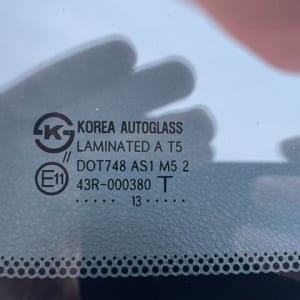 KOREA AUTOGLASS
LAMINATED A T5
//
DOT748 AS1 M5 2
E11
43R-000380 T
..... 13 .....